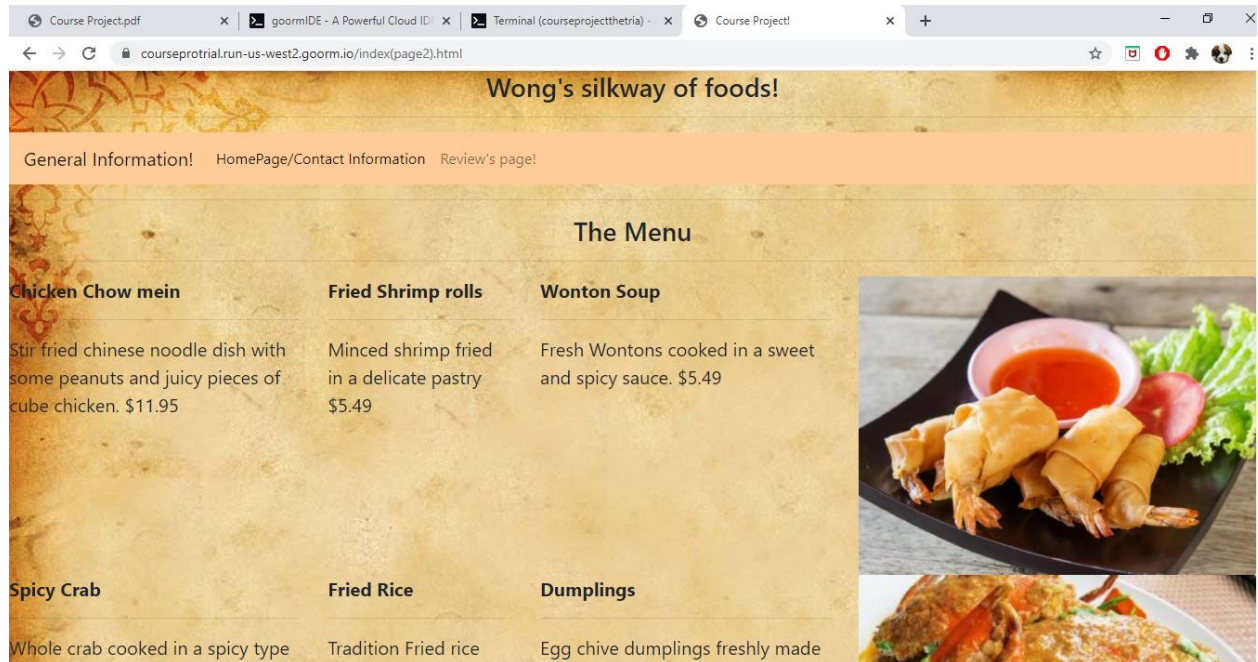 Course Project.pdf
goormIDE - A Powerful Cloud ID
Terminal (courseprojectthetria) -
Course Project!
courseprotrial.run-us-west2.goorm.io/index(page2).html
Wong's silkway of foods!
General Information! HomePage/Contact Information Review's page!
The Menu
Chicken Chow mein
Stir fried chinese noodle dish with
some peanuts and juicy pieces of
cube chicken. $11.95
Fried Shrimp rolls
Minced shrimp fried
in a delicate pastry
$5.49
Wonton Soup
Fresh Wontons cooked in a sweet
and spicy sauce. $5.49
Spicy Crab
Whole crab cooked in a spicy type
Fried Rice
Tradition Fried rice
Dumplings
Egg chive dumplings freshly made